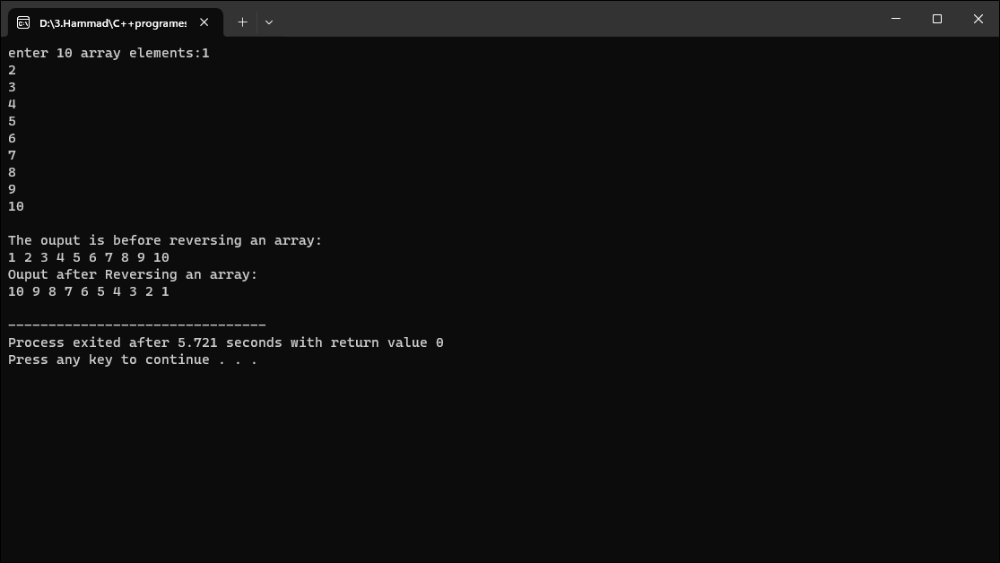 D:\3.Hammad\C++programes
enter 10 array elements:1
2
3
4
5
6
7
8
9
10
The ouput is before reversing an array:
1 2 3 4 5 6 7 8 9 10
Ouput after Reversing an array:
10 9 8 7 6 5 4 3 2 1
--------------------------------
Process exited after 5.721 seconds with return value 0
Press any key to continue . . .